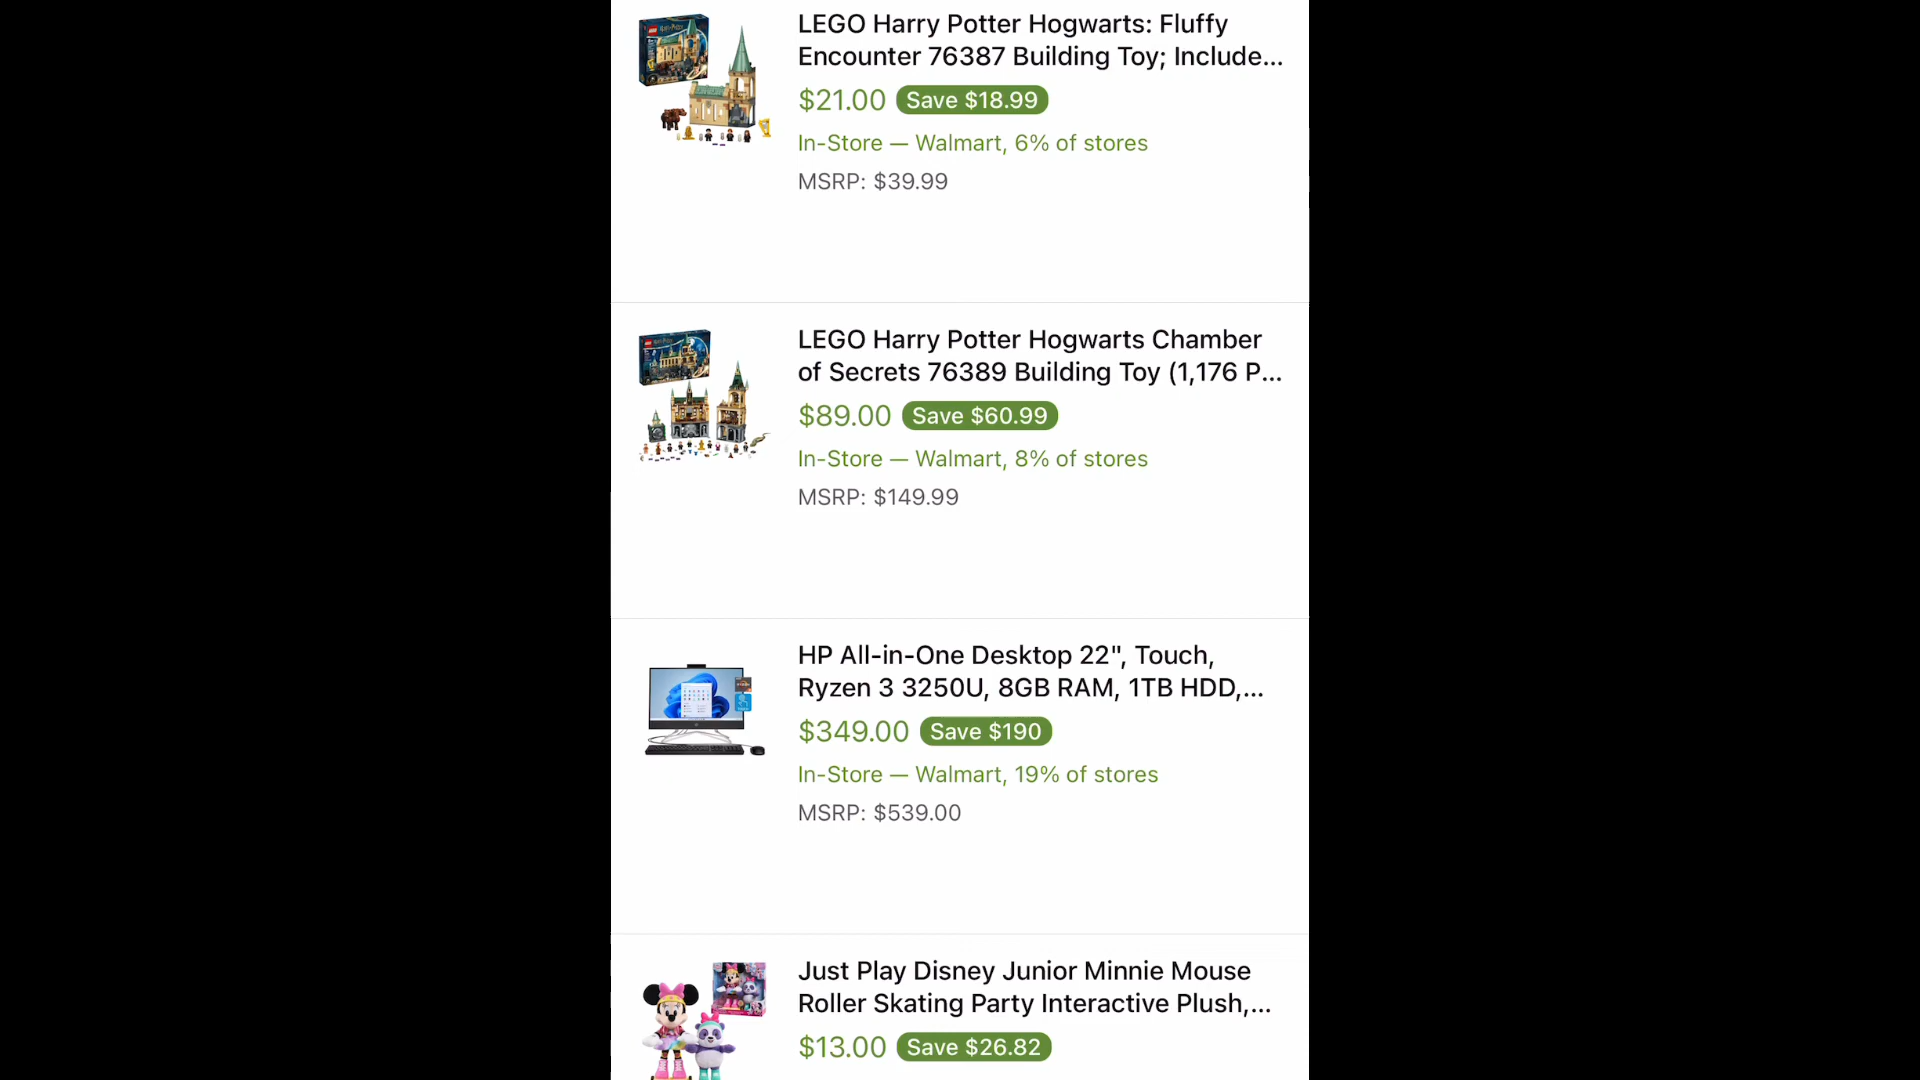 LEGO Harry Potter Hogwarts: Fluffy
Encounter 76387 Building Toy; Include...
$21.00 Save $18.99
In-Store — Walmart, 6% of stores
MSRP: $39.99
LEGO Harry Potter Hogwarts Chamber
of Secrets 76389 Building Toy (1,176 P...
$89.00 Save $60.99
In-Store — Walmart, 8% of stores
MSRP: $149.99
HP All-in-One Desktop 22", Touch,
Ryzen 3 3250U, 8GB RAM, 1TB HDD,...
$349.00 Save $190
In-Store — Walmart, 19% of stores
MSRP: $539.00
Just Play Disney Junior Minnie Mouse
Roller Skating Party Interactive Plush,...
$13.00 Save $26.82